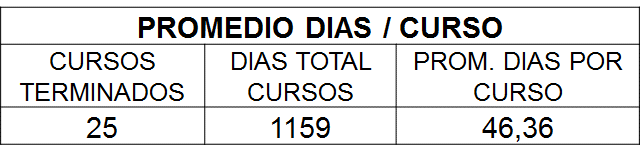 PROMEDIO DIAS / CURSO
CURSOS TERMINADOS
DIAS TOTAL CURSOS
PROM. DIAS POR CURSO
25
1159
46,36